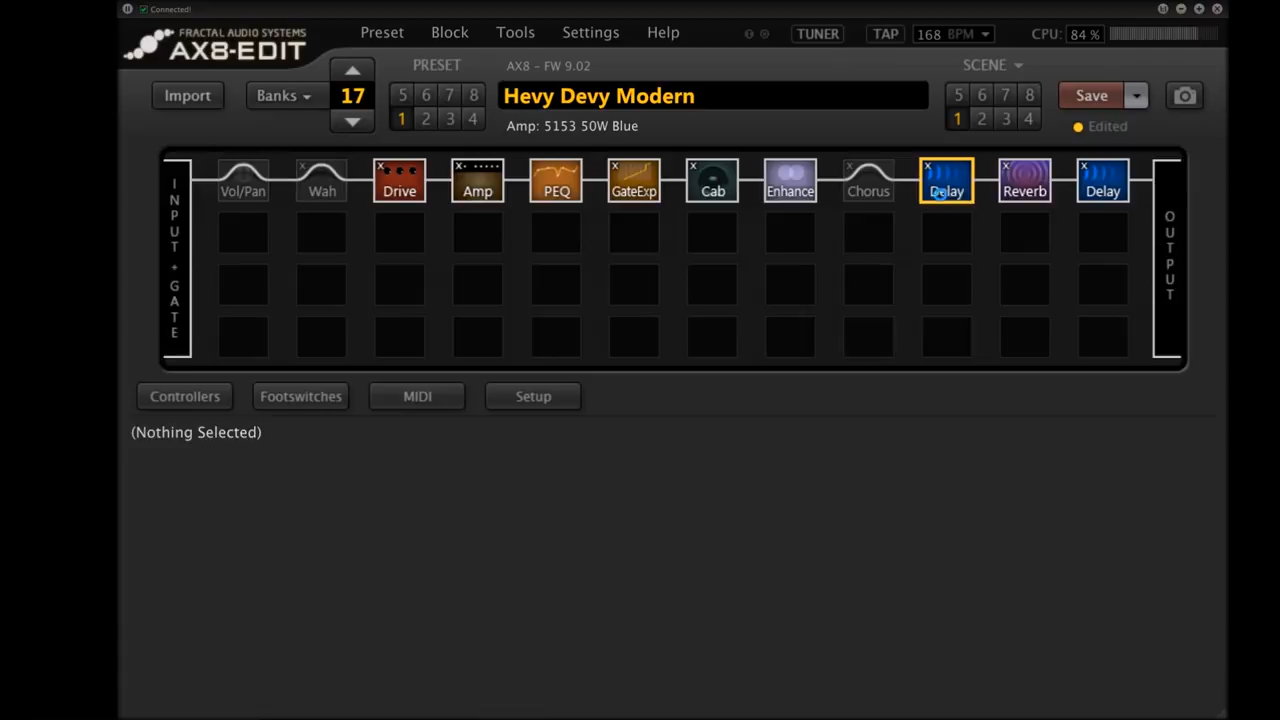 Connected!
FRACTAL AUDIO SYSTEMS
AX8-EDIT
Preset Block Tools Settings Help
TUNER TAP 168 BPM CPU: 84 %
PRESET
AX8 - FW 9.02
SCENE
Import Banks 17
5 6 7 8
1 2 3 4
Hevy Devy Modern
Amp: 5153 50W Blue
5 6 7 8
1 2 3 4
Save
Edited
INPUT + GATE
X X X X X X X X X X X
Vol/Pan Wah Drive Amp PEQ GateExp Cab Enhance Chorus Delay Reverb Delay
OUTPUT
Controllers Footswitches MIDI Setup
(Nothing Selected)